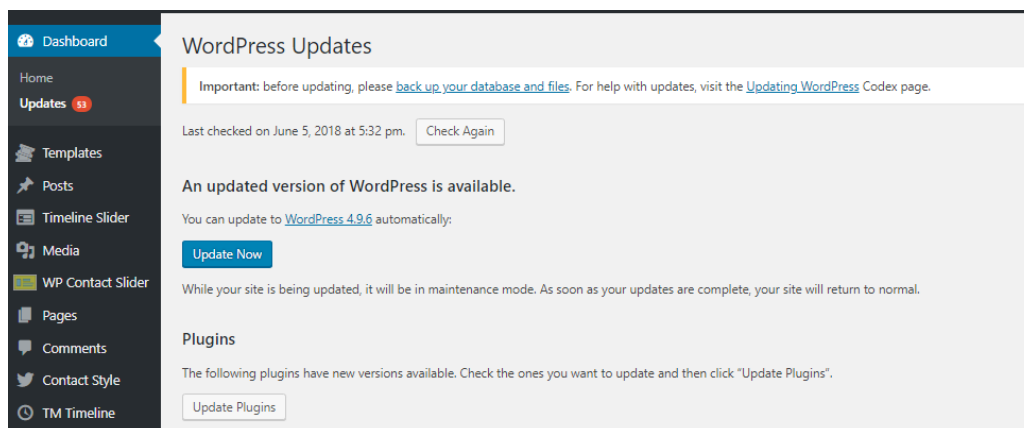 Dashboard
Home
Updates 53
Templates
Posts
Timeline Slider
Media
WP Contact Slider
Pages
Comments
Contact Style
TM Timeline
WordPress Updates
Important: before updating, please back up your database and files. For help with updates, visit the Updating WordPress Codex page.
Last checked on June 5, 2018 at 5:32 pm. Check Again
An updated version of WordPress is available.
You can update to WordPress 4.9.6 automatically:
Update Now
While your site is being updated, it will be in maintenance mode. As soon as your updates are complete, your site will return to normal.
Plugins
The following plugins have new versions available. Check the ones you want to update and then click “Update Plugins”.
Update Plugins